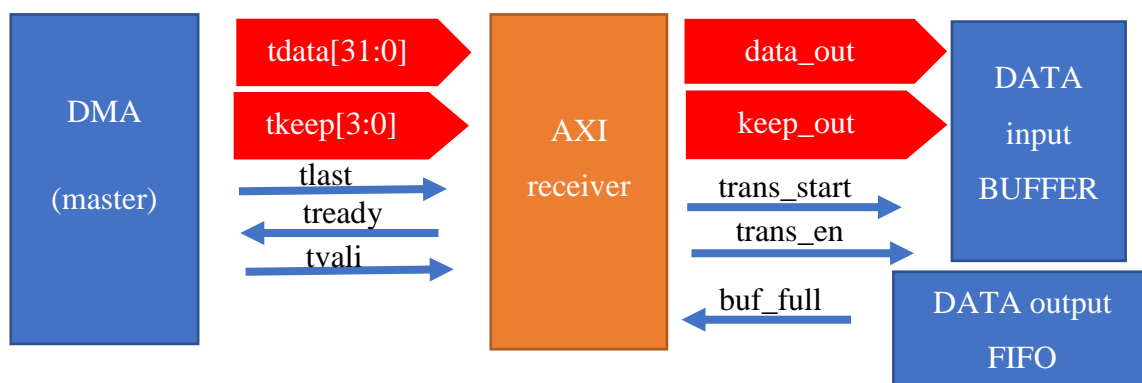 DMA
(master)
tdata[31:0]
tkeep[3:0]
tlast
tready
tvali
AXI
receiver
data_out
keep_out
trans_start
trans_en
buf_full
DATA
input
BUFFER
DATA output
FIFO